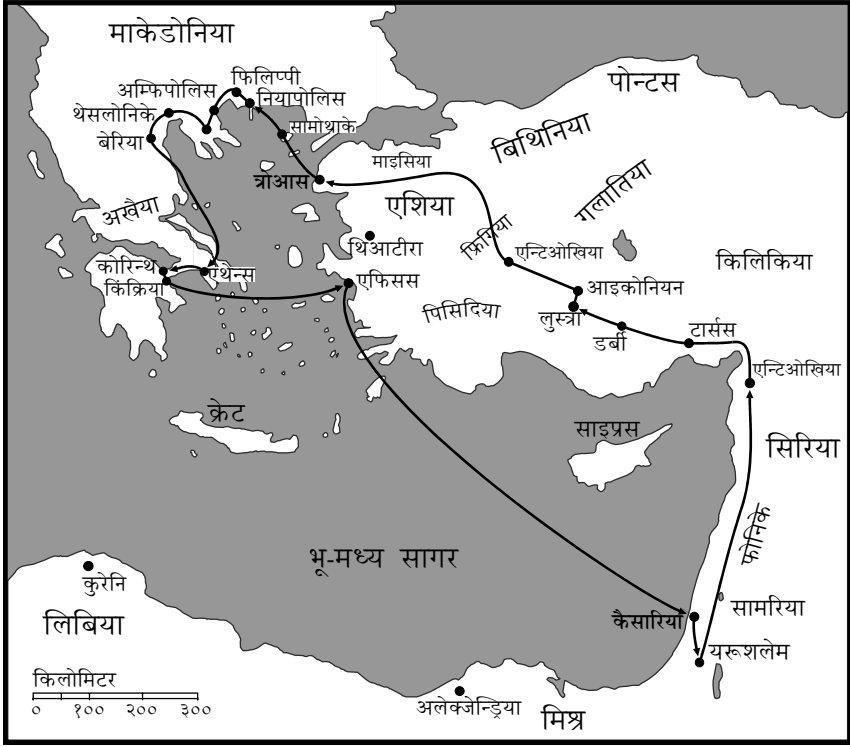 माकेडोनिया
पोन्टस
फिलिप्पी
अम्फिपोलिस
नियापोलिस
थेसलोनिके
सामोथ्राके
बेरिया
बिथिनिया
माइसिया
त्रोआस
गलातिया
एशिया
अखैया
फ्रिगिया
थिआटीरा
एन्टिओखिया
किलिकिया
कोरिन्थ
एथेन्स
किंक्रिया
एफिसस
आइकोनियन
पिसिदिया
लुस्त्रा
डर्बी
टार्सस
एन्टिओखिया
क्रेट
साइप्रस
सिरिया
फोनिके
भू-मध्य सागर
कुरेनि
लिबिया
सामरिया
कैसारिया
यरूशलेम
किलोमिटर
० १०० २०० ३००
अलेक्जेन्ड्रिया
मिश्र